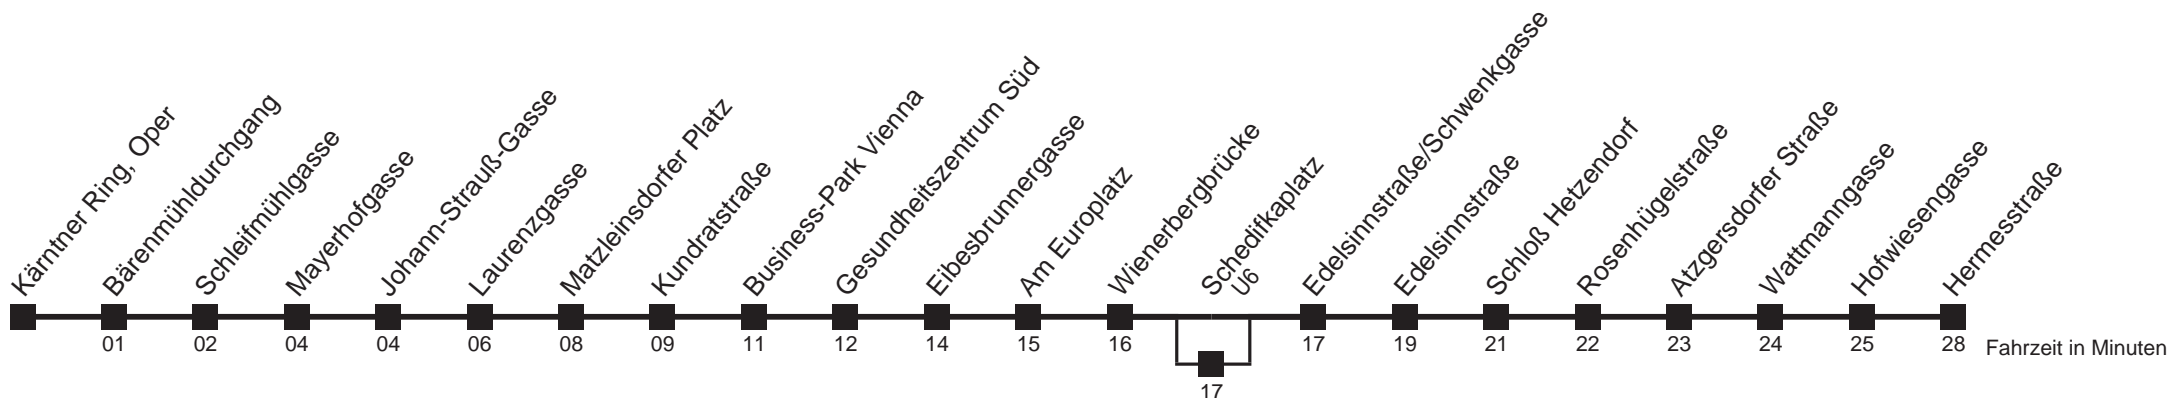 Kärntner Ring, Oper
Bärenmühldurchgang
Schleifmühlgasse
Mayerhofgasse
Johann-Strauß-Gasse
Laurenzgasse
Matzleinsdorfer Platz
Kundratstraße
Business-Park Vienna
Gesundheitszentrum Süd
Eibesbrunnergasse
Am Europlatz
Wienerbergbrücke
Schedifkaplatz
U6
Edelsinnstraße/Schwenkgasse
Edelsinnstraße
Schloß Hetzendorf
Rosenhügelstraße
Atzgersdorfer Straße
Wattmanngasse
Hofwiesengasse
Hermesstraße
01 02 04 04 06 08 09 11 12 14 15 16 17 19 21 22 23 24 25 28 Fahrzeit in Minuten
17